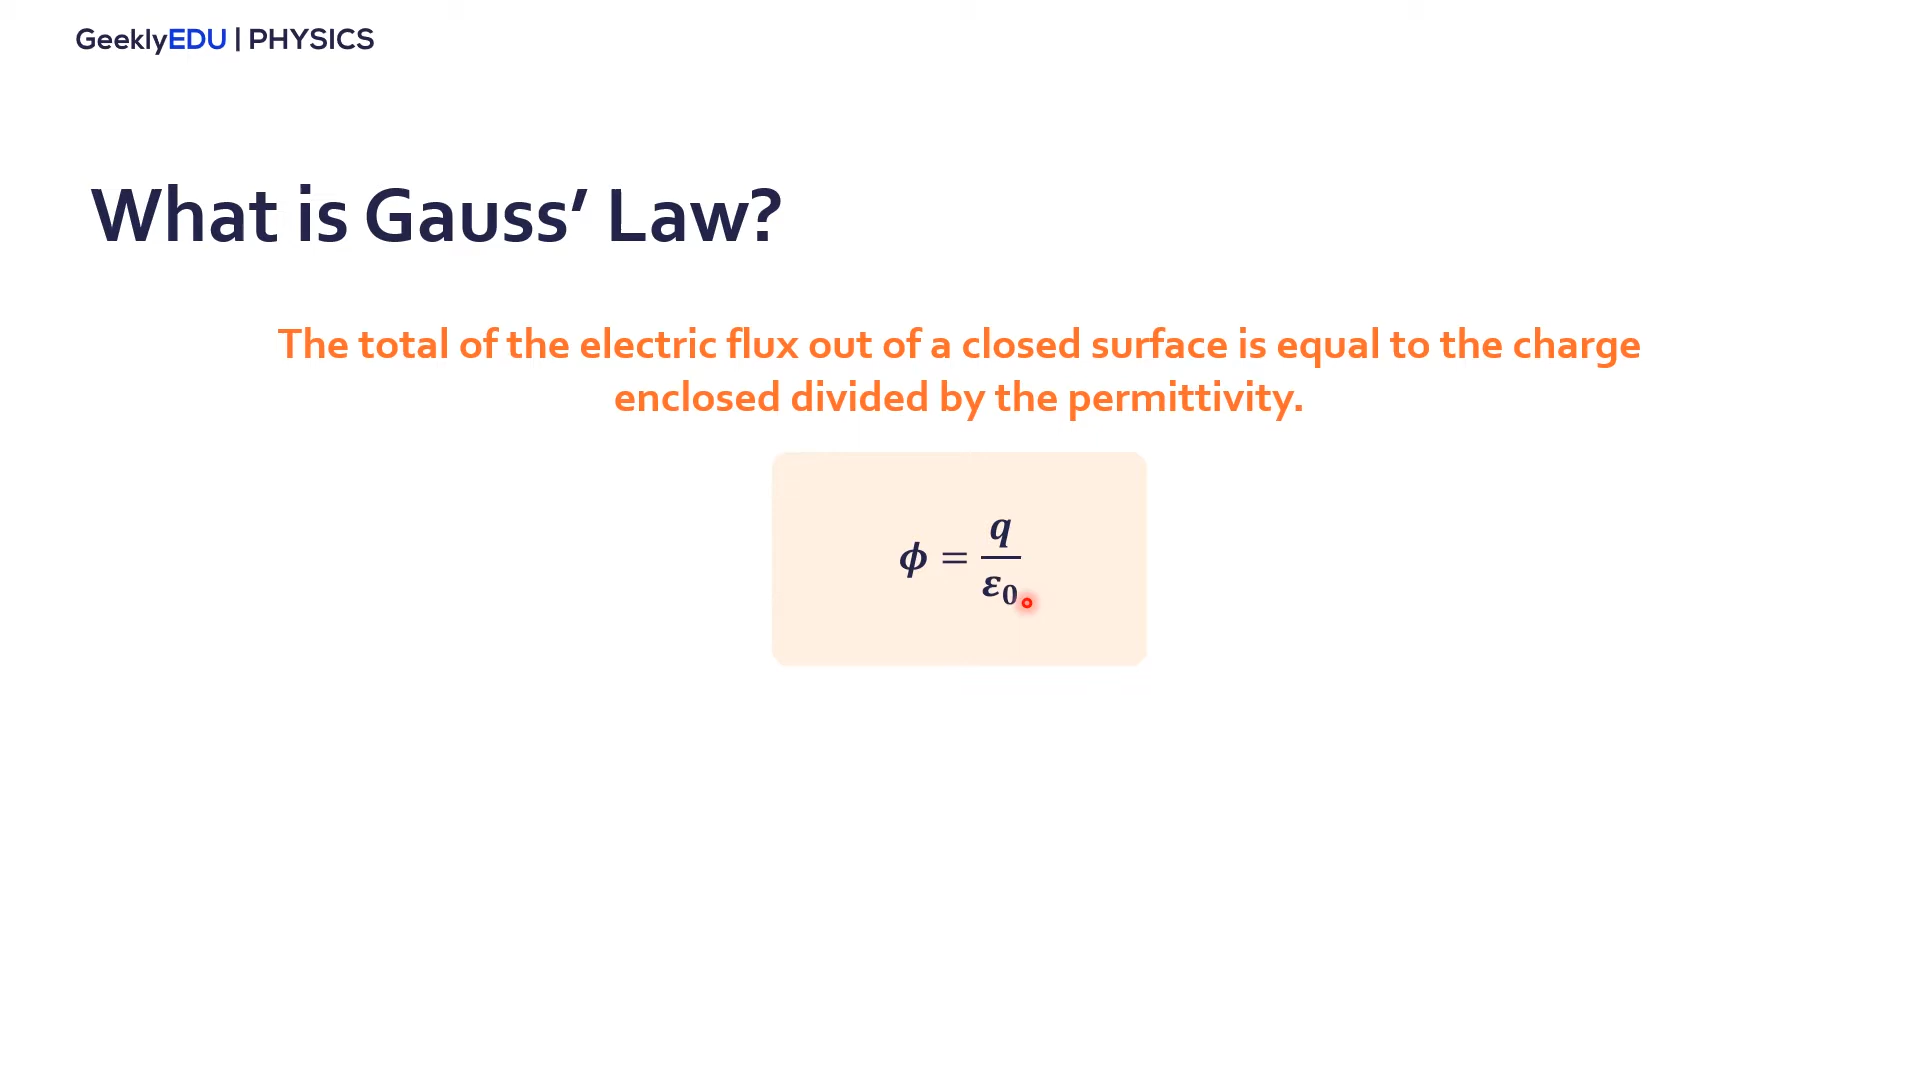 GeeklyEDU | PHYSICS
What is Gauss’ Law?
The total of the electric flux out of a closed surface is equal to the charge
enclosed divided by the permittivity.
ϕ = q/ε₀